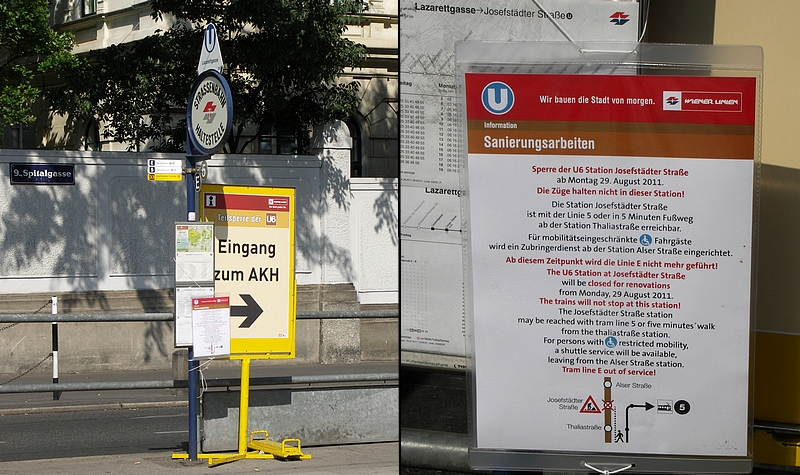 STRASSENBAHN
HALTESTELLE
9., Spitalgasse
Teilsperre der U6
Eingang
zum AKH
Lazarettgasse→Josefstädter Straße U
U
Wir bauen die Stadt von morgen.
WIENER LINIEN
Information
Sanierungsarbeiten
Sperre der U6 Station Josefstädter Straße
ab Montag 29. August 2011.
Die Züge halten nicht in dieser Station!
Die Station Josefstädter Straße
ist mit der Linie 5 oder in 5 Minuten Fußweg
ab der Station Thaliastraße erreichbar.
Für mobilitätseingeschränkte Fahrgäste
wird ein Zubringerdienst ab der Station Alser Straße eingerichtet.
Ab diesem Zeitpunkt wird die Linie E nicht mehr geführt!
The U6 Station at Josefstädter Straße
will be closed for renovations
from Monday, 29 August 2011.
The trains will not stop at this station!
The Josefstädter Straße station
may be reached with tram line 5 or five minutes´walk
from the thaliastraße station.
For persons with restricted mobility,
a shuttle service will be available,
leaving from the Alser Straße station.
Tram line E out of service!
Alser Straße
Josefstädter
Straße
5
Thaliastraße